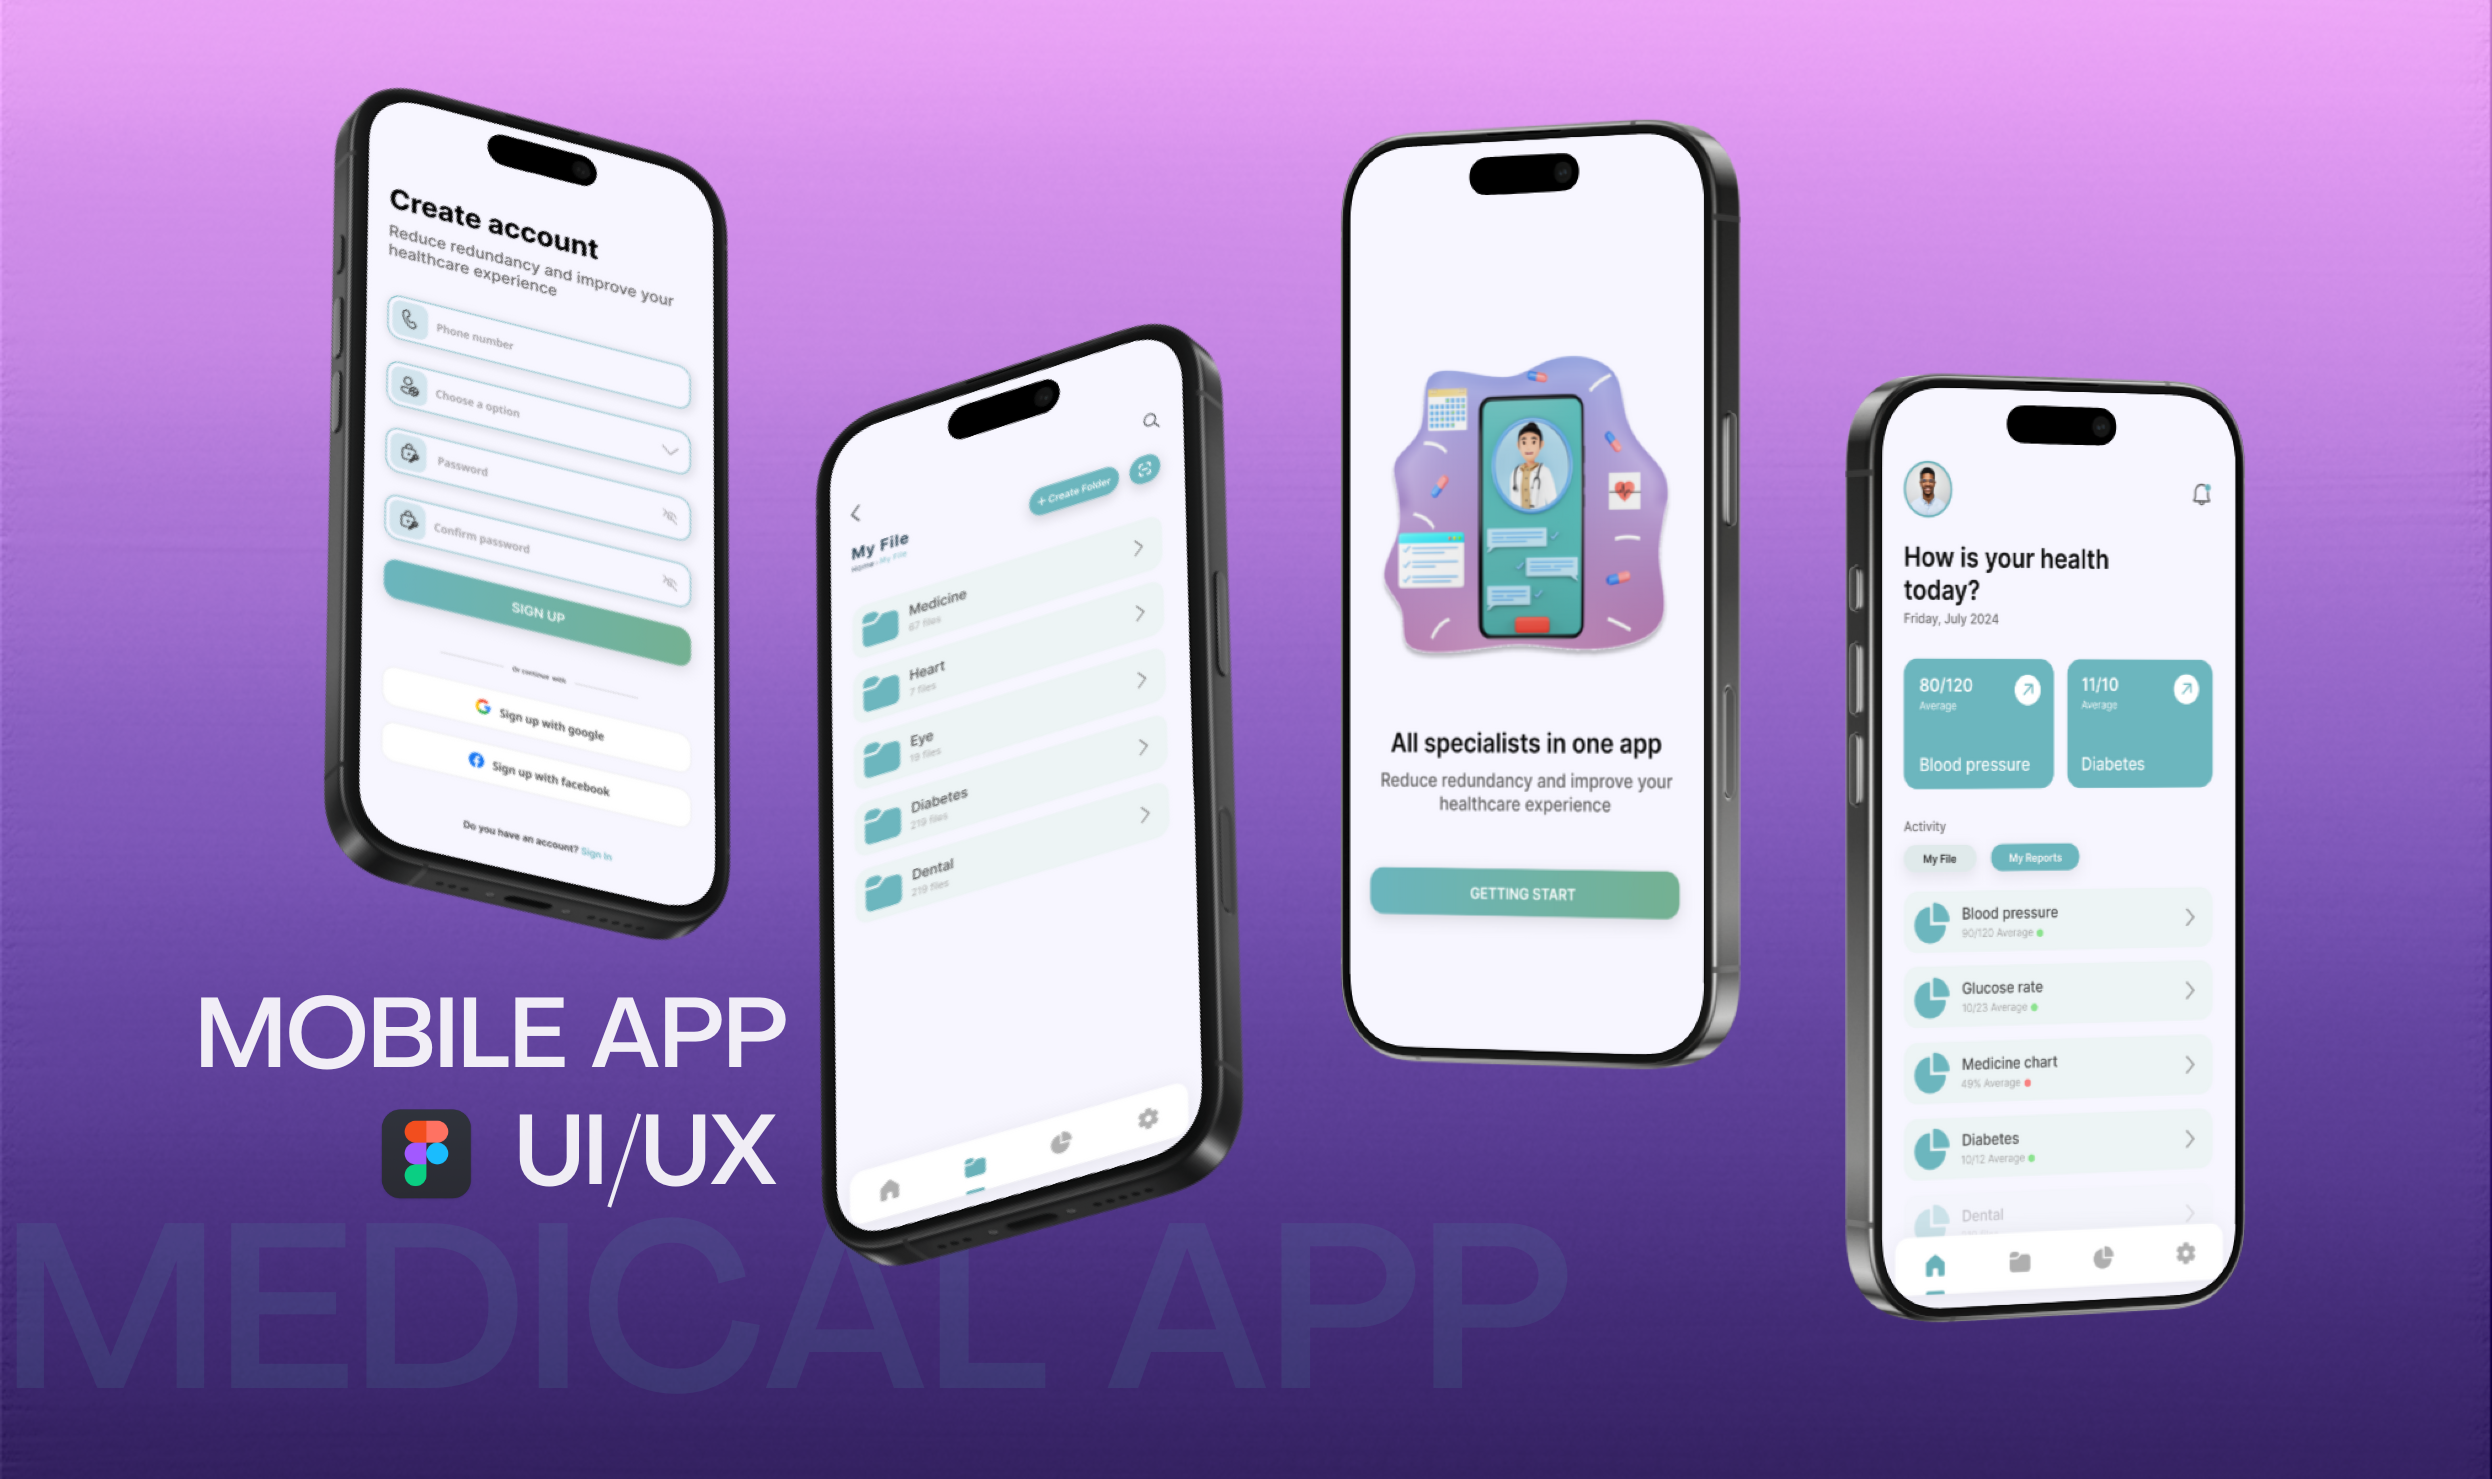 Create account
Reduce redundancy and improve your
healthcare experience
Phone number
Choose a option
Password
Confirm password
SIGN UP
Or continue with
Sign up with google
Sign up with facebook
Do you have an account? Sign In
+ Create Folder
My File
Home>My File
Medicine
67 files
Heart
7 files
Eye
19 files
Diabetes
219 files
Dental
219 files
All specialists in one app
Reduce redundancy and improve your
healthcare experience
GETTING START
How is your health
today?
Friday, July 2024
80/120
Average
Blood pressure
11/10
Average
Diabetes
Activity
My File
My Reports
Blood pressure
90/120 Average
Glucose rate
10/23 Average
Medicine chart
49% Average
Diabetes
10/12 Average
Dental
MOBILE APP
UI/UX
MEDICAL APP